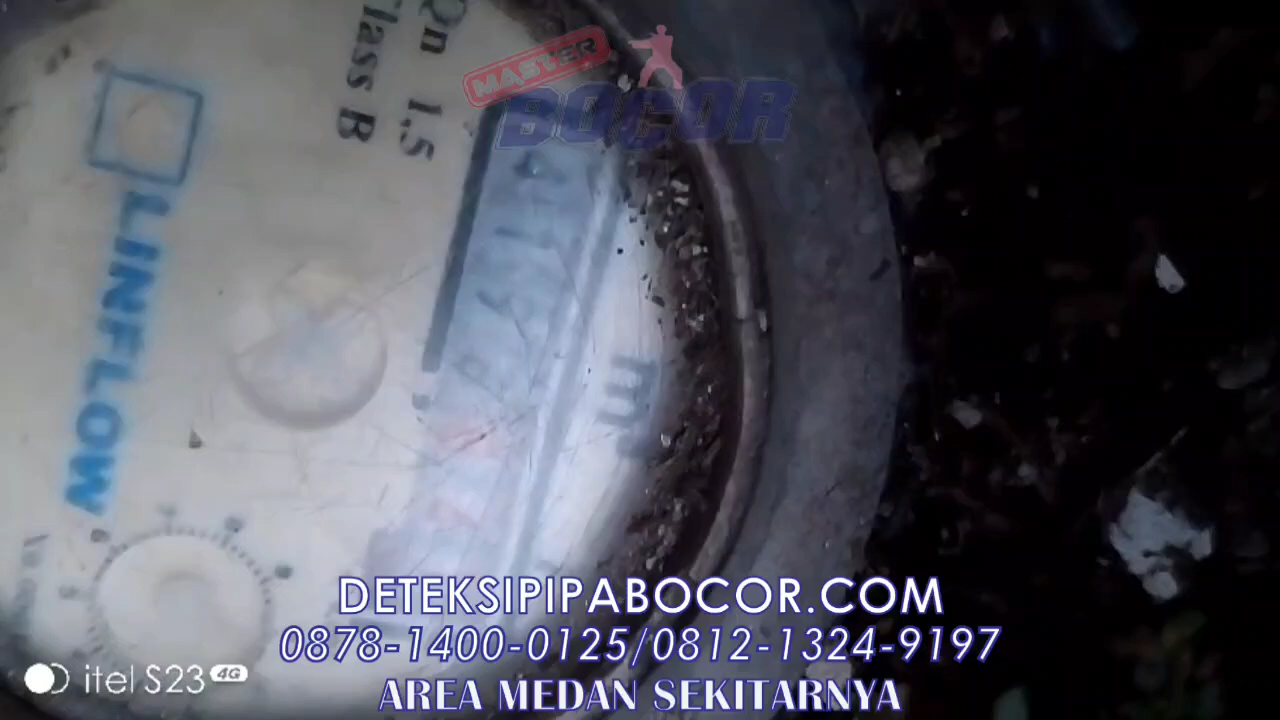 MASTER
BOCOR
Qn 1.5
Class B
LINFLOW
m³
DETEKSIPIPABOCOR.COM
0878-1400-0125/0812-1324-9197
AREA MEDAN SEKITARNYA
itel S23 4G